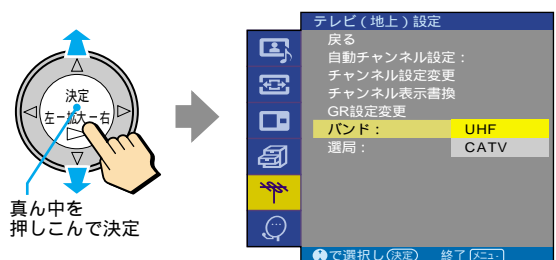 決定
左ー拡大ー右
真ん中を
押しこんで決定
テレビ(地上)設定
戻る
自動チャンネル設定:
チャンネル設定変更
チャンネル表示書換
GR設定変更
バンド: UHF
選局: CATV
で選択し 決定 終了 メニュー